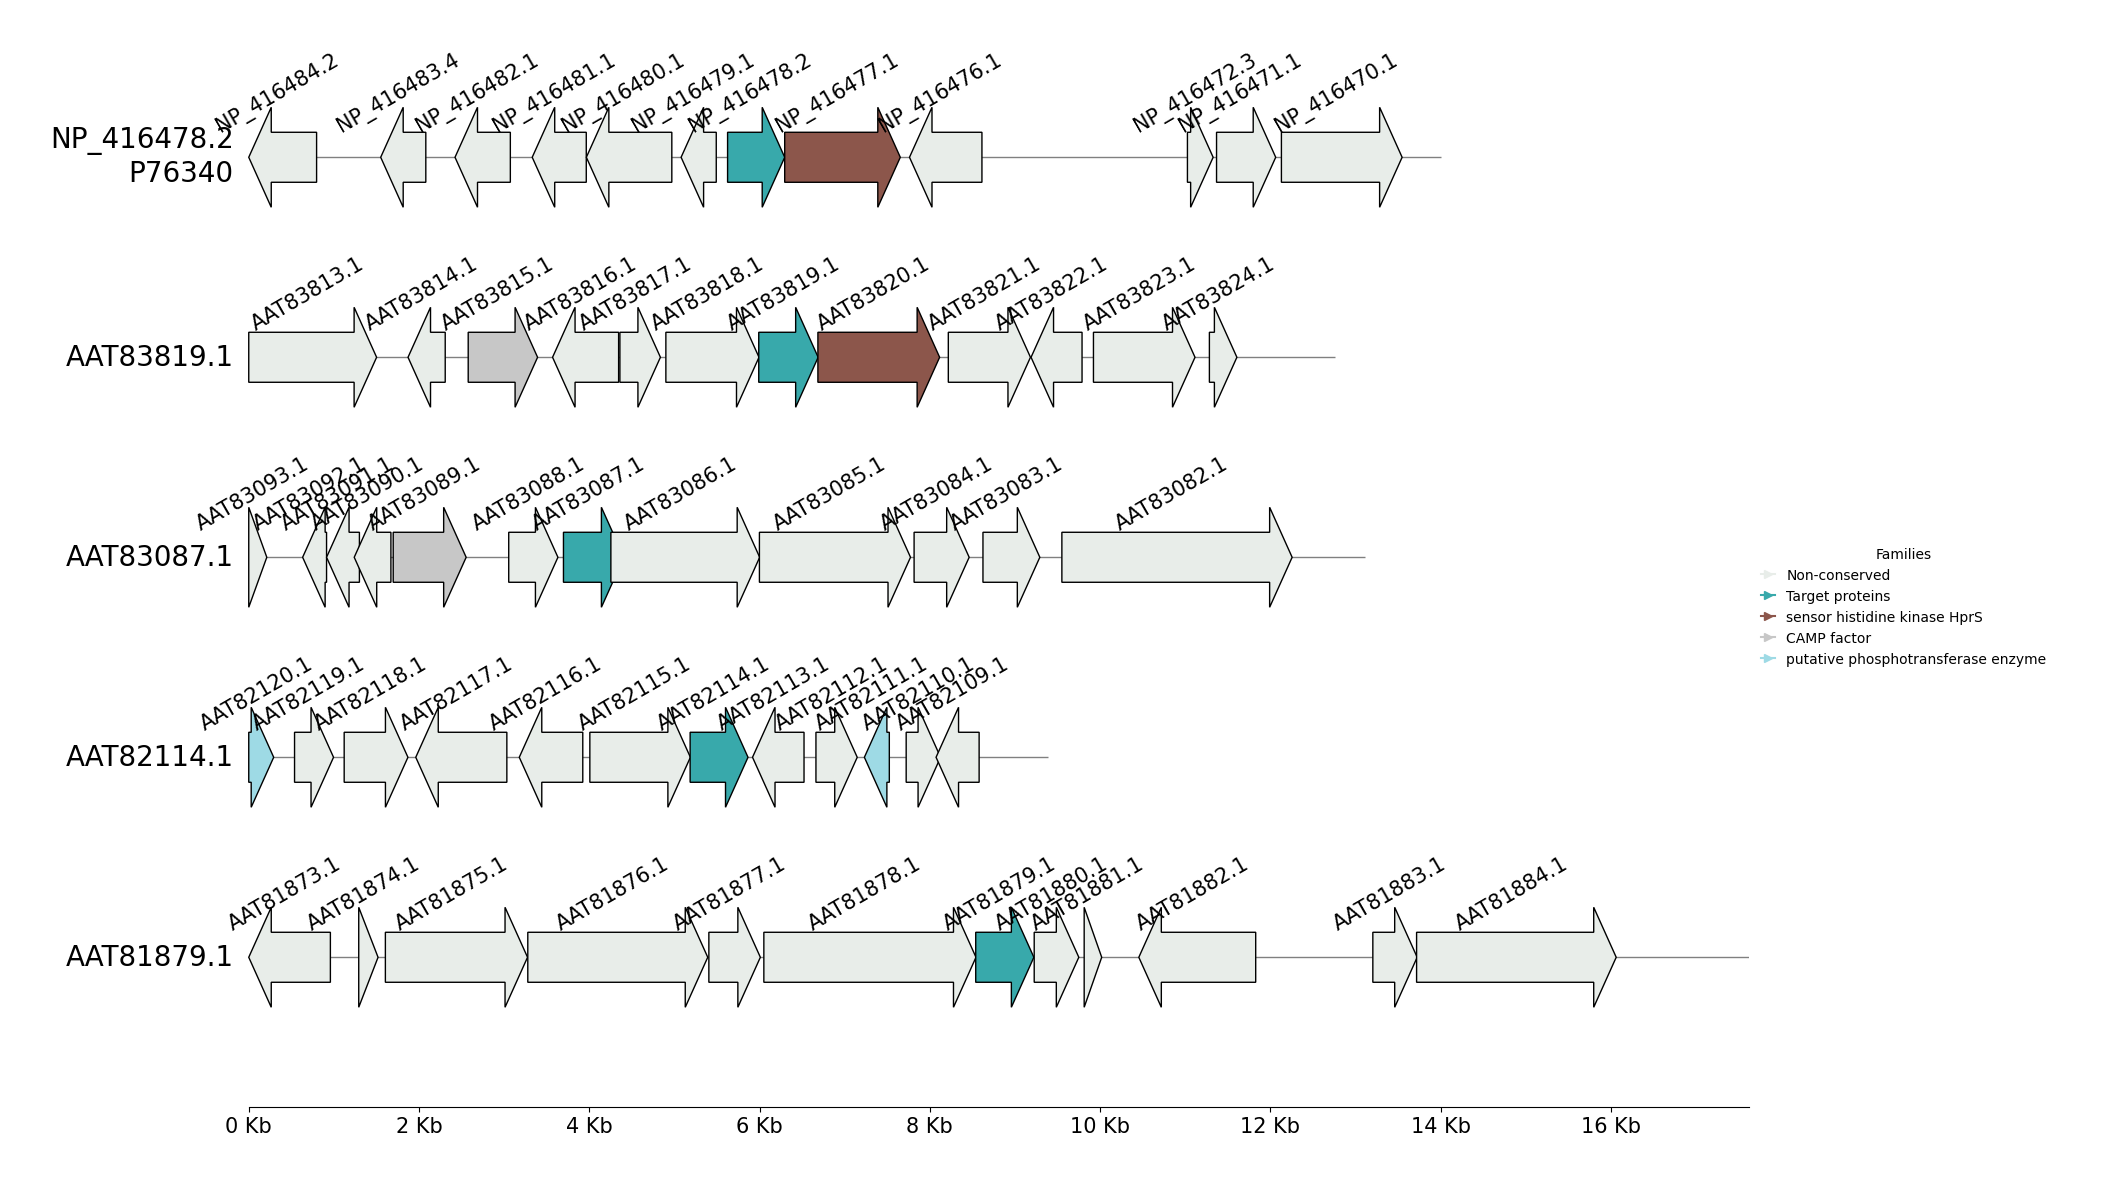 NP_416484.2 NP_416483.4 NP_416482.1 NP_416481.1 NP_416480.1 NP_416479.1 NP_416478.2 NP_416477.1 NP_416476.1 NP_416472.3 NP_416471.1 NP_416470.1
NP_416478.2
P76340
AAT83813.1 AAT83814.1 AAT83815.1 AAT83816.1 AAT83817.1 AAT83818.1 AAT83819.1 AAT83820.1 AAT83821.1 AAT83822.1 AAT83823.1 AAT83824.1
AAT83819.1
AAT83093.1 AAT83092.1 AAT83091.1 AAT83090.1 AAT83089.1 AAT83088.1 AAT83087.1 AAT83086.1 AAT83085.1 AAT83084.1 AAT83083.1 AAT83082.1
AAT83087.1
Families
Non-conserved
Target proteins
sensor histidine kinase HprS
CAMP factor
putative phosphotransferase enzyme
AAT82120.1 AAT82119.1 AAT82118.1 AAT82117.1 AAT82116.1 AAT82115.1 AAT82114.1 AAT82113.1 AAT82112.1 AAT82111.1 AAT82110.1 AAT82109.1
AAT82114.1
AAT81873.1 AAT81874.1 AAT81875.1 AAT81876.1 AAT81877.1 AAT81878.1 AAT81879.1 AAT81880.1 AAT81881.1 AAT81882.1 AAT81883.1 AAT81884.1
AAT81879.1
0 Kb 2 Kb 4 Kb 6 Kb 8 Kb 10 Kb 12 Kb 14 Kb 16 Kb